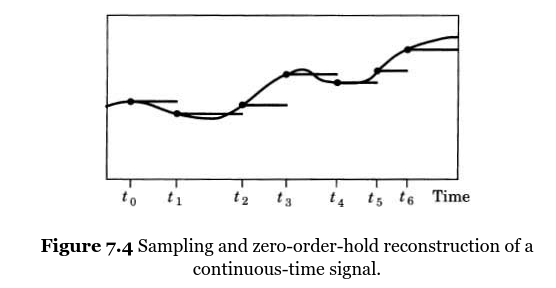 t0 t1 t2 t3 t4 t5 t6 Time
Figure 7.4 Sampling and zero-order-hold reconstruction of a
continuous-time signal.